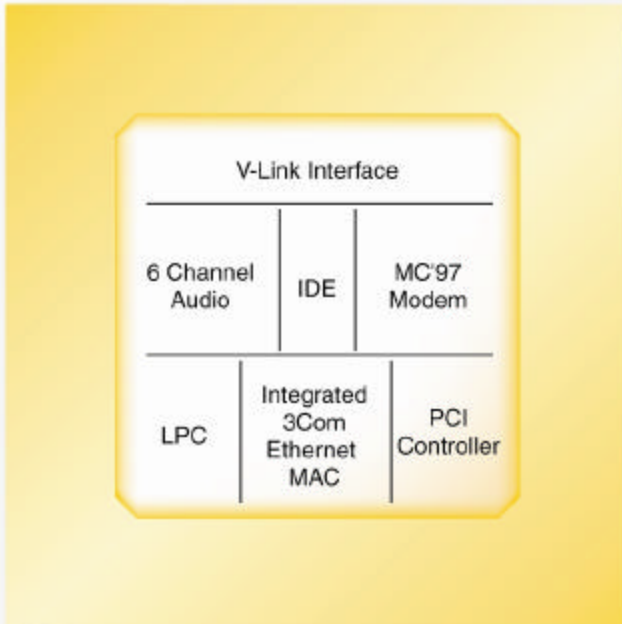 V-Link Interface
6 Channel
Audio
IDE
MC'97
Modem
LPC
Integrated
3Com
Ethernet
MAC
PCI
Controller